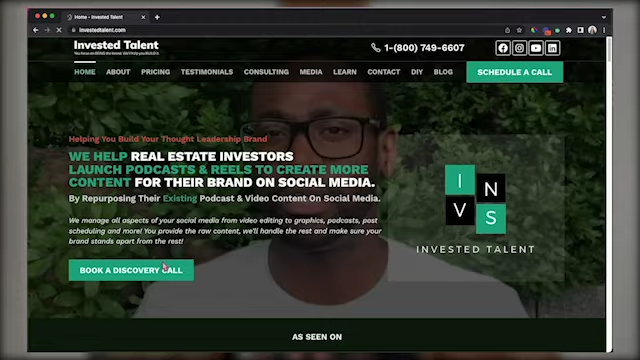 Home - Invested Talent
investedtalent.com
Invested Talent
1-(800) 749-6607
HOME ABOUT PRICING TESTIMONIALS CONSULTING MEDIA LEARN CONTACT DIY BLOG
SCHEDULE A CALL
Helping You Build Your Thought Leadership Brand
WE HELP REAL ESTATE INVESTORS
LAUNCH PODCASTS & REELS TO CREATE MORE
CONTENT FOR THEIR BRAND ON SOCIAL MEDIA.
By Repurposing Their Existing Podcast & Video Content On Social Media.
We manage all aspects of your social media from video editing to graphics, podcasts, post
scheduling and more! You provide the raw content, we'll handle the rest and make sure your
brand stands apart from the rest!
BOOK A DISCOVERY CALL
I
N
V
S
INVESTED TALENT
AS SEEN ON